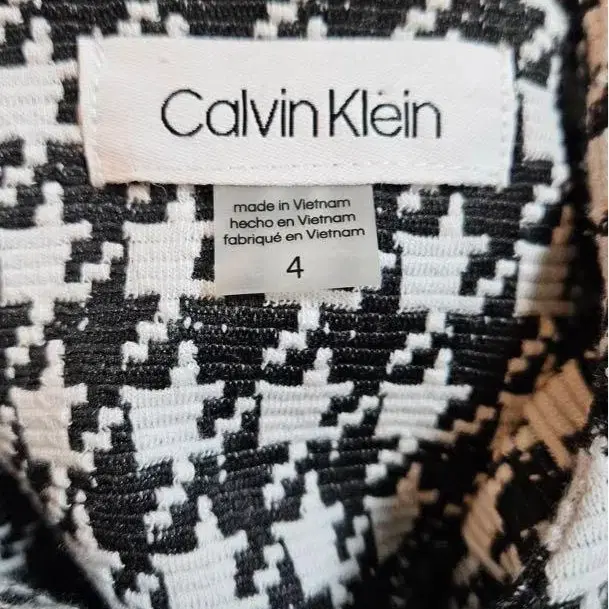 Calvin Klein
made in Vietnam
hecho en Vietnam
fabriqué en Vietnam
4